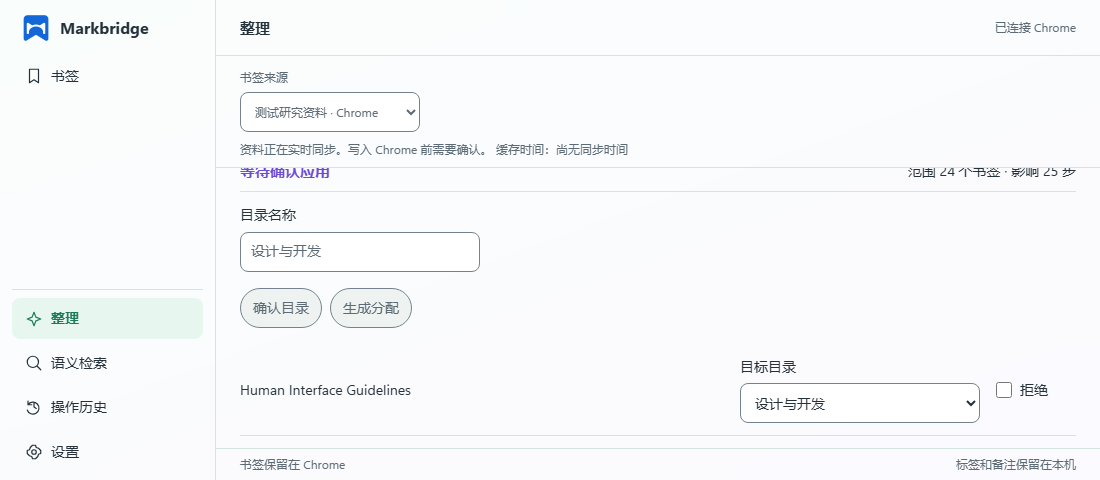 Markbridge
书签
整理
语义检索
操作历史
设置
整理
已连接 Chrome
书签来源
测试研究资料 · Chrome
资料正在实时同步。写入 Chrome 前需要确认。 缓存时间：尚无同步时间
等待确认应用
范围 24 个书签 · 影响 25 步
目录名称
设计与开发
确认目录
生成分配
目标目录
Human Interface Guidelines
设计与开发
拒绝
书签保留在 Chrome
标签和备注保留在本机